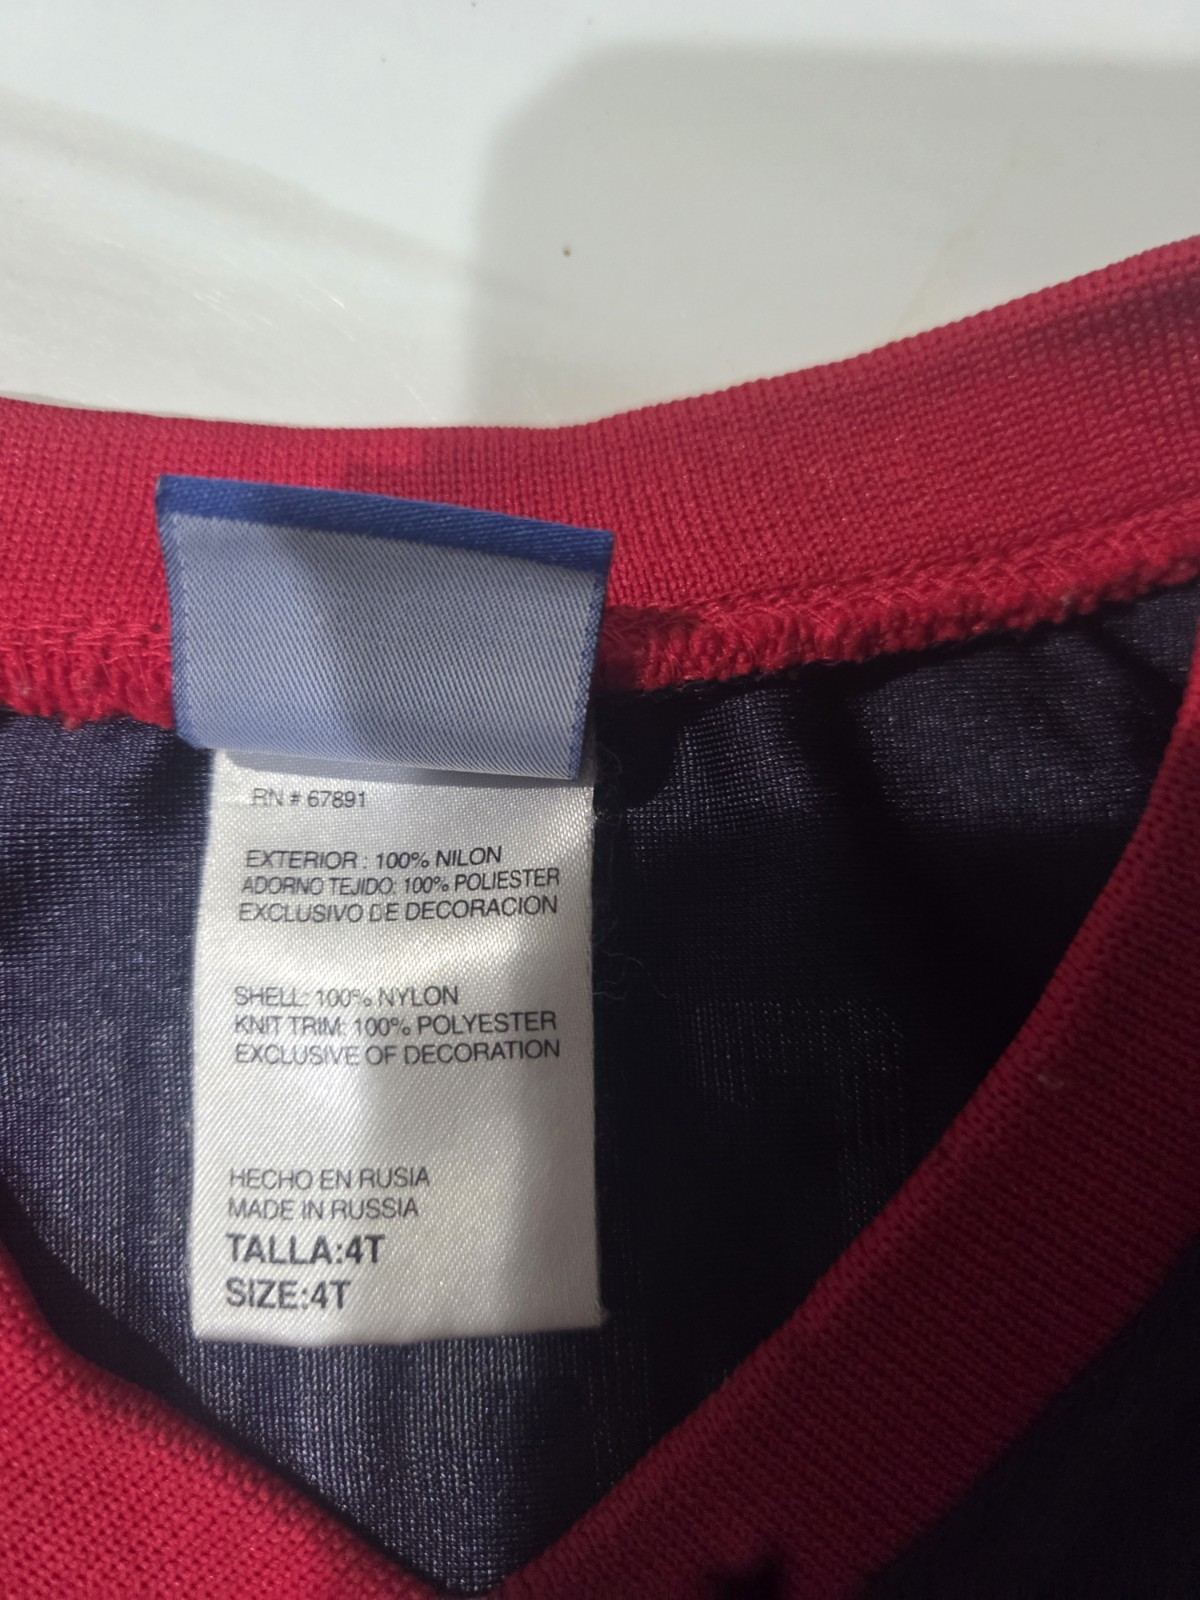 RN # 67891
EXTERIOR : 100% NILON
ADORNO TEJIDO: 100% POLIESTER
EXCLUSIVO DE DECORACION
SHELL: 100% NYLON
KNIT TRIM: 100% POLYESTER
EXCLUSIVE OF DECORATION
HECHO EN RUSIA
MADE IN RUSSIA
TALLA:4T
SIZE:4T